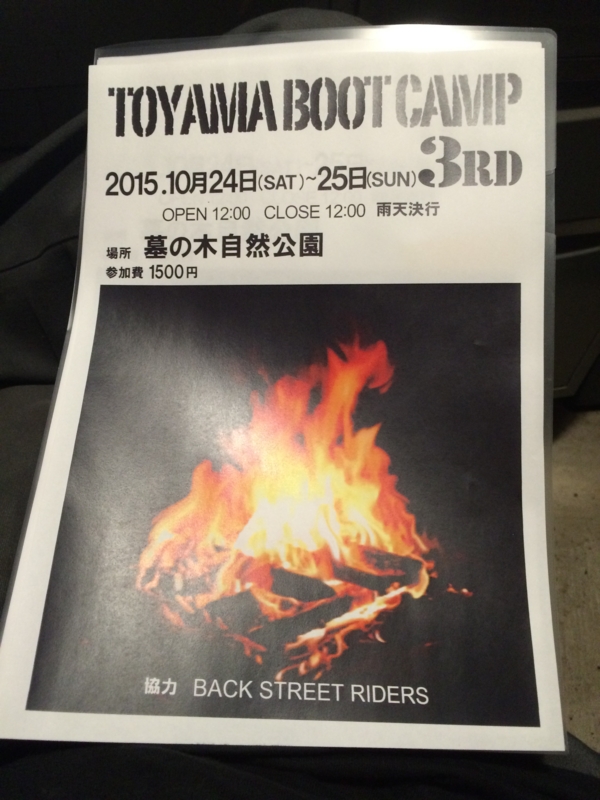 TOYAMA BOOT CAMP
3RD
2015.10月24日(SAT)~25日(SUN)
OPEN 12:00 CLOSE 12:00 雨天決行
場所 墓の木自然公園
参加費 1500円
協力 BACK STREET RIDERS